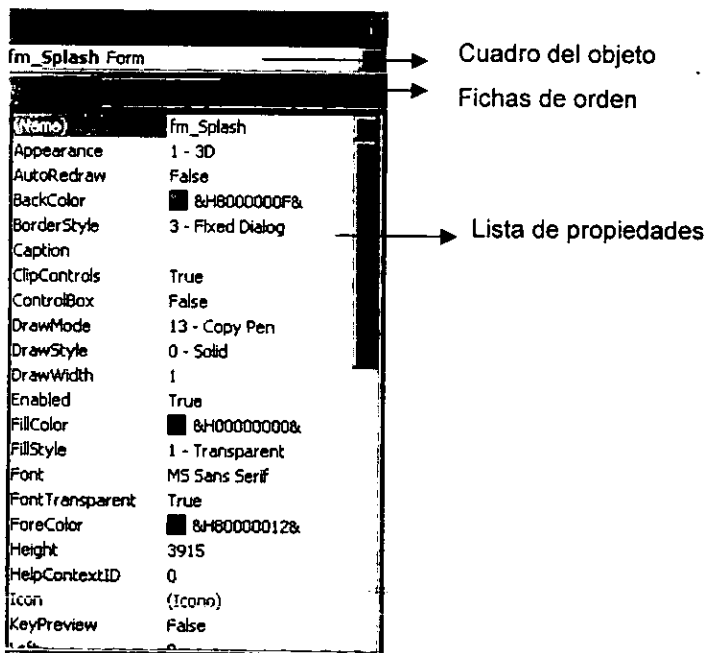 fm_Splash Form
Cuadro del objeto
Fichas de orden
(Name) fm_Splash
Appearance 1 - 3D
AutoRedraw False
BackColor &H8000000F&
BorderStyle 3 - Fixed Dialog
Lista de propiedades
Caption
ClipControls True
ControlBox False
DrawMode 13 - Copy Pen
DrawStyle 0 - Solid
DrawWidth 1
Enabled True
FillColor &H00000000&
FillStyle 1 - Transparent
Font MS Sans Serif
FontTransparent True
ForeColor &H80000012&
Height 3915
HelpContextID 0
Icon (Icono)
KeyPreview False